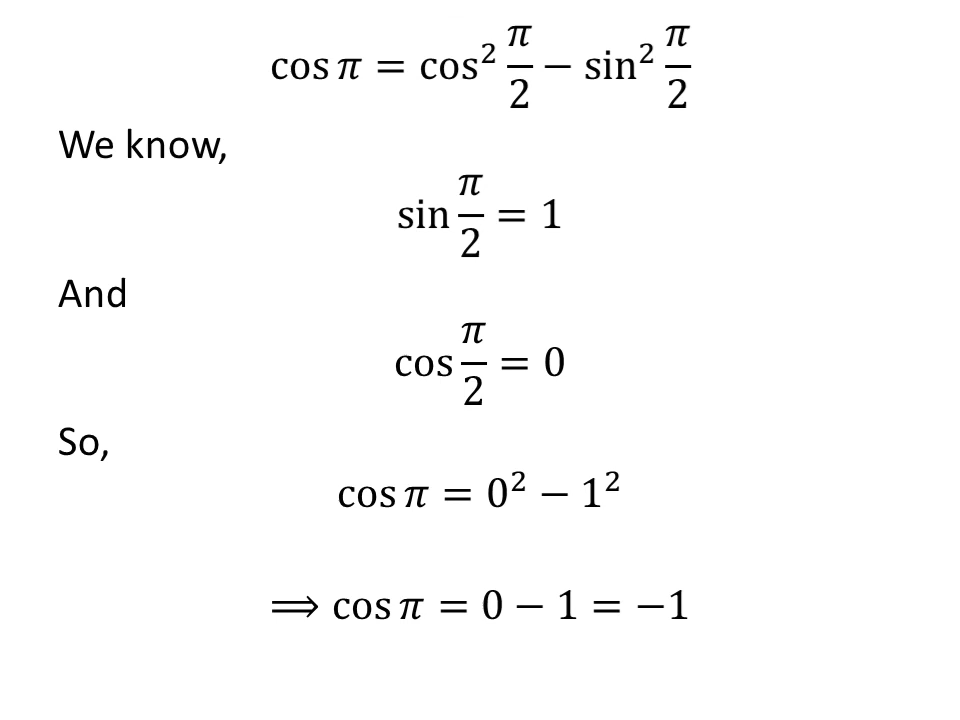 cos π = cos² π/2 − sin² π/2
We know,
sin π/2 = 1
And
cos π/2 = 0
So,
cos π = 0² − 1²
⟹ cos π = 0 − 1 = −1